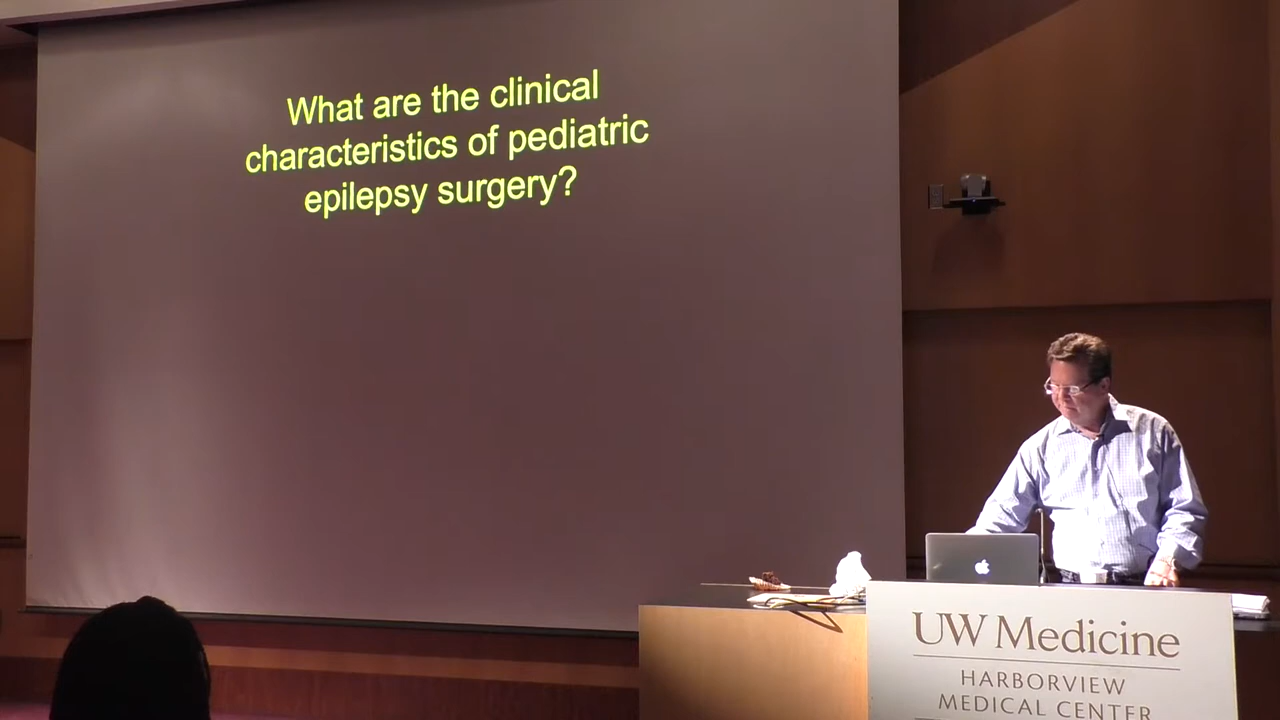 What are the clinical
characteristics of pediatric
epilepsy surgery?
UW Medicine
HARBORVIEW
MEDICAL CENTER